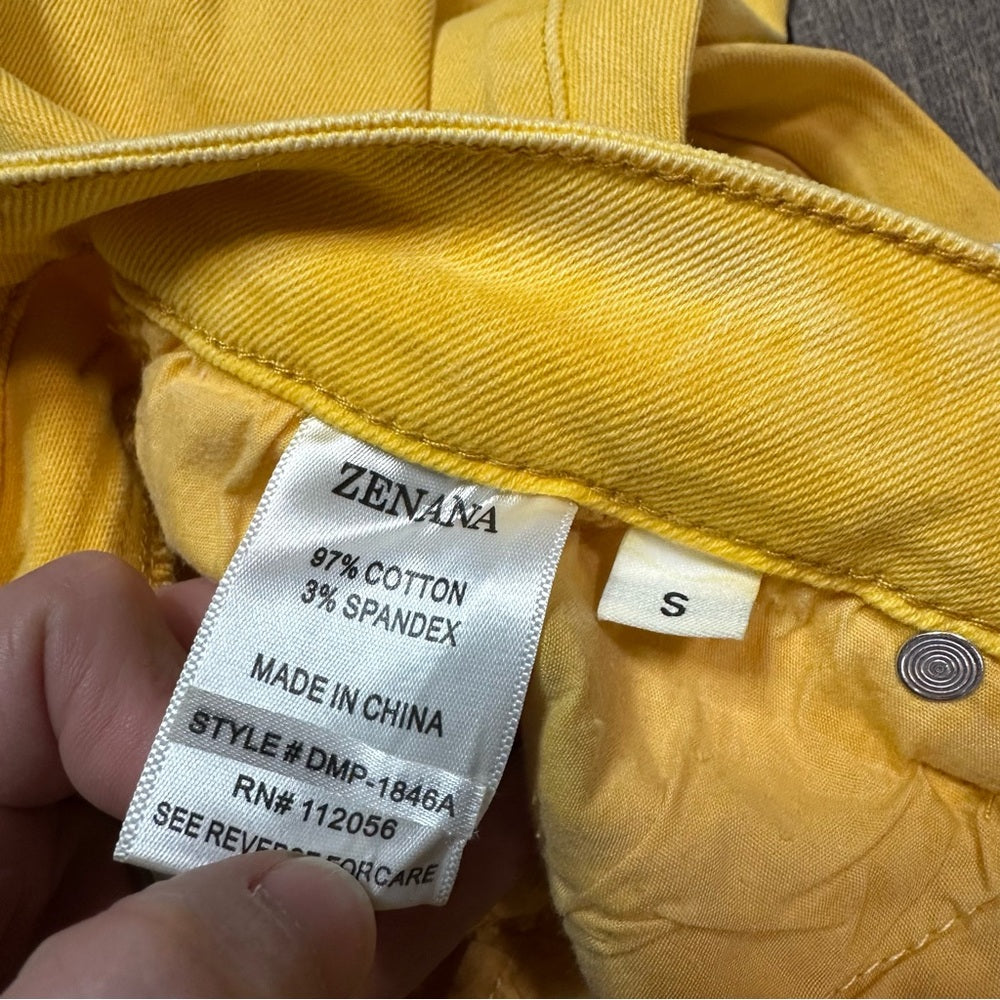 ZENANA
97% COTTON
3% SPANDEX
MADE IN CHINA
STYLE # DMP-1846A
RN# 112056
SEE REVERSE FOR CARE
S